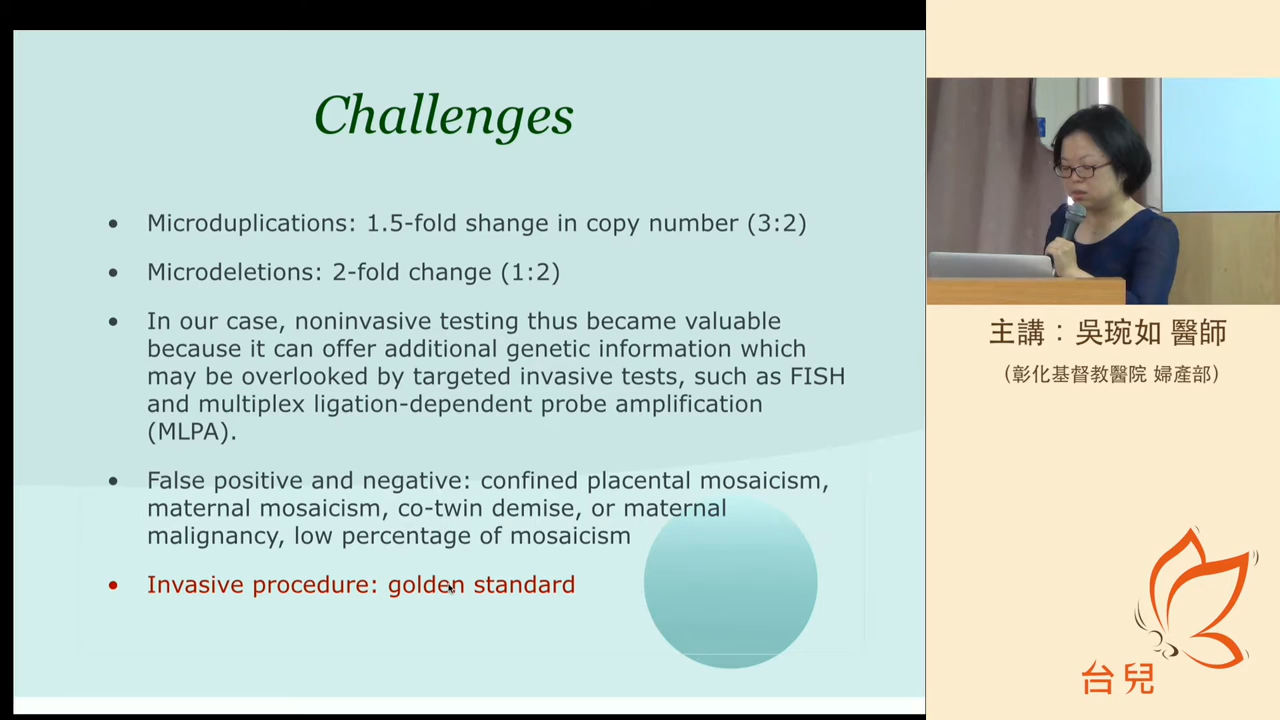 Challenges
• Microduplications: 1.5-fold change in copy number (3:2)
• Microdeletions: 2-fold change (1:2)
• In our case, noninvasive testing thus became valuable
because it can offer additional genetic information which
may be overlooked by targeted invasive tests, such as FISH
and multiplex ligation-dependent probe amplification
(MLPA).
• False positive and negative: confined placental mosaicism,
maternal mosaicism, co-twin demise, or maternal
malignancy, low percentage of mosaicism
• Invasive procedure: golden standard
主講：吳琬如 醫師
（彰化基督教醫院 婦產部）
台兒